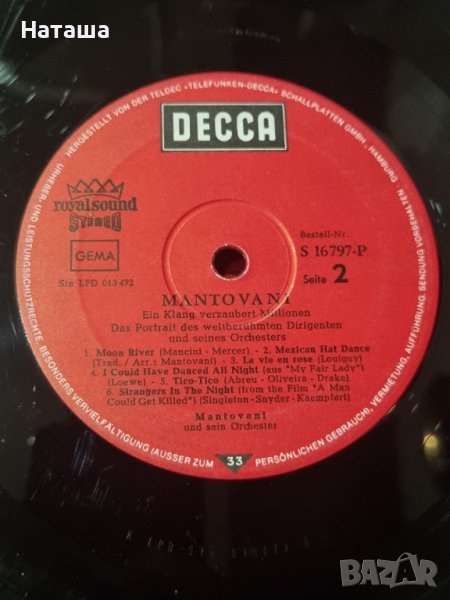 Наташа
URHEBER- UND LEISTUNGSSCHUTZRECHTE, BESONDERS VERVIELFÄLTIGUNG (AUSSER ZUM PERSÖNLICHEN GEBRAUCH), VERMIETUNG, AUFFÜHRUNG, SENDUNG VORBEHALTEN
HERGESTELLT VON DER TELDEC »TELEFUNKEN-DECCA« SCHALLPLATTEN GMBH., HAMBURG
DECCA
royal sound
STEREO
GEMA
Ste LPD 013 472
Bestell-Nr.
S 16797-P
Seite 2
MANTOVANI
Ein Klang verzaubert Millionen
Das Portrait des weltberühmten Dirigenten
und seines Orchesters
1. Moon River (Mancini - Mercer) - 2. Mexican Hat Dance
(Trad. / Arr.: Mantovani) - 3. La vie en rose (Louiquy)
- 4. I Could Have Danced All Night (aus "My Fair Lady")
(Loewe) - 5. Tico-Tico (Abreu - Oliveira - Drake)
6. Strangers In The Night (from the Film "A Man
Could Get Killed") (Singleton - Snyder - Kaempfert)
Mantovani
und sein Orchester
33
BAZAR